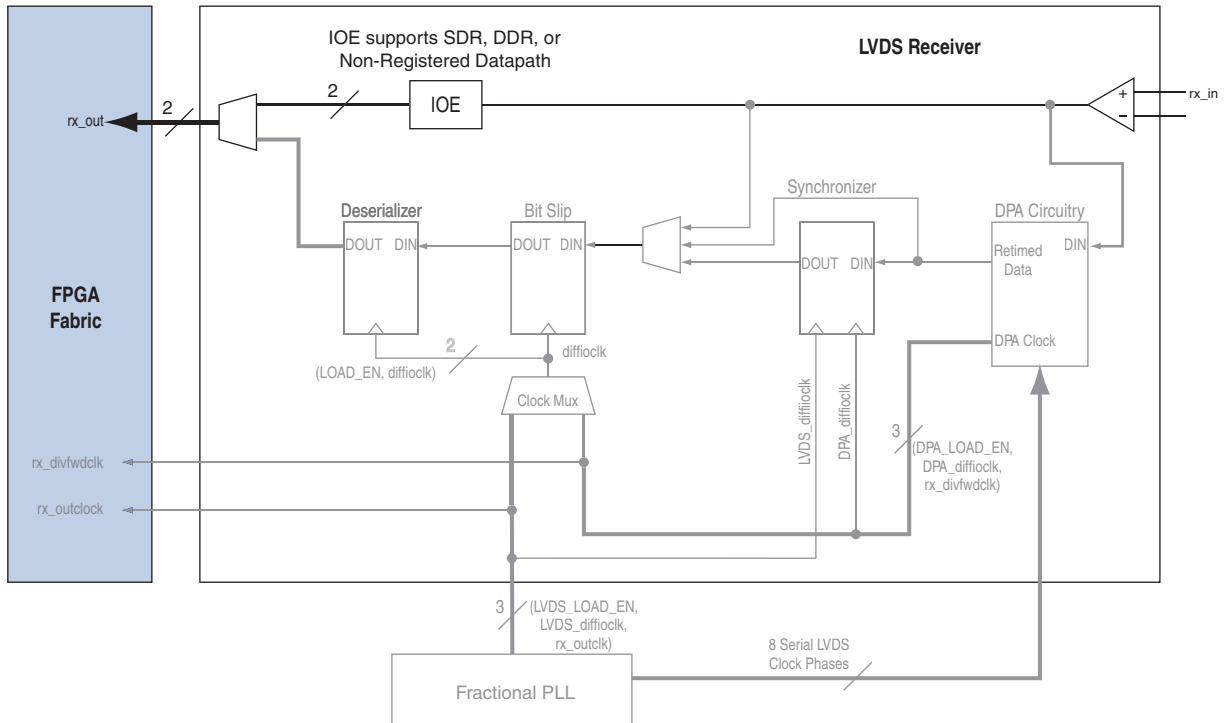 IOE supports SDR, DDR, or
Non-Registered Datapath
LVDS Receiver
2
2
IOE
+
–
rx_in
rx_out
Synchronizer
Deserializer
Bit Slip
DPA Circuitry
DOUT DIN
DOUT DIN
DOUT DIN
Retimed
Data
DIN
DPA Clock
FPGA
Fabric
2
diffioclk
(LOAD_EN, diffioclk)
Clock Mux
LVDS_diffiioclk
DPA_diffioclk
3
(DPA_LOAD_EN,
DPA_diffioclk,
rx_divfwdclk)
rx_divfwdclk
rx_outclock
3
(LVDS_LOAD_EN,
LVDS_diffioclk,
rx_outclk)
8 Serial LVDS
Clock Phases
Fractional PLL